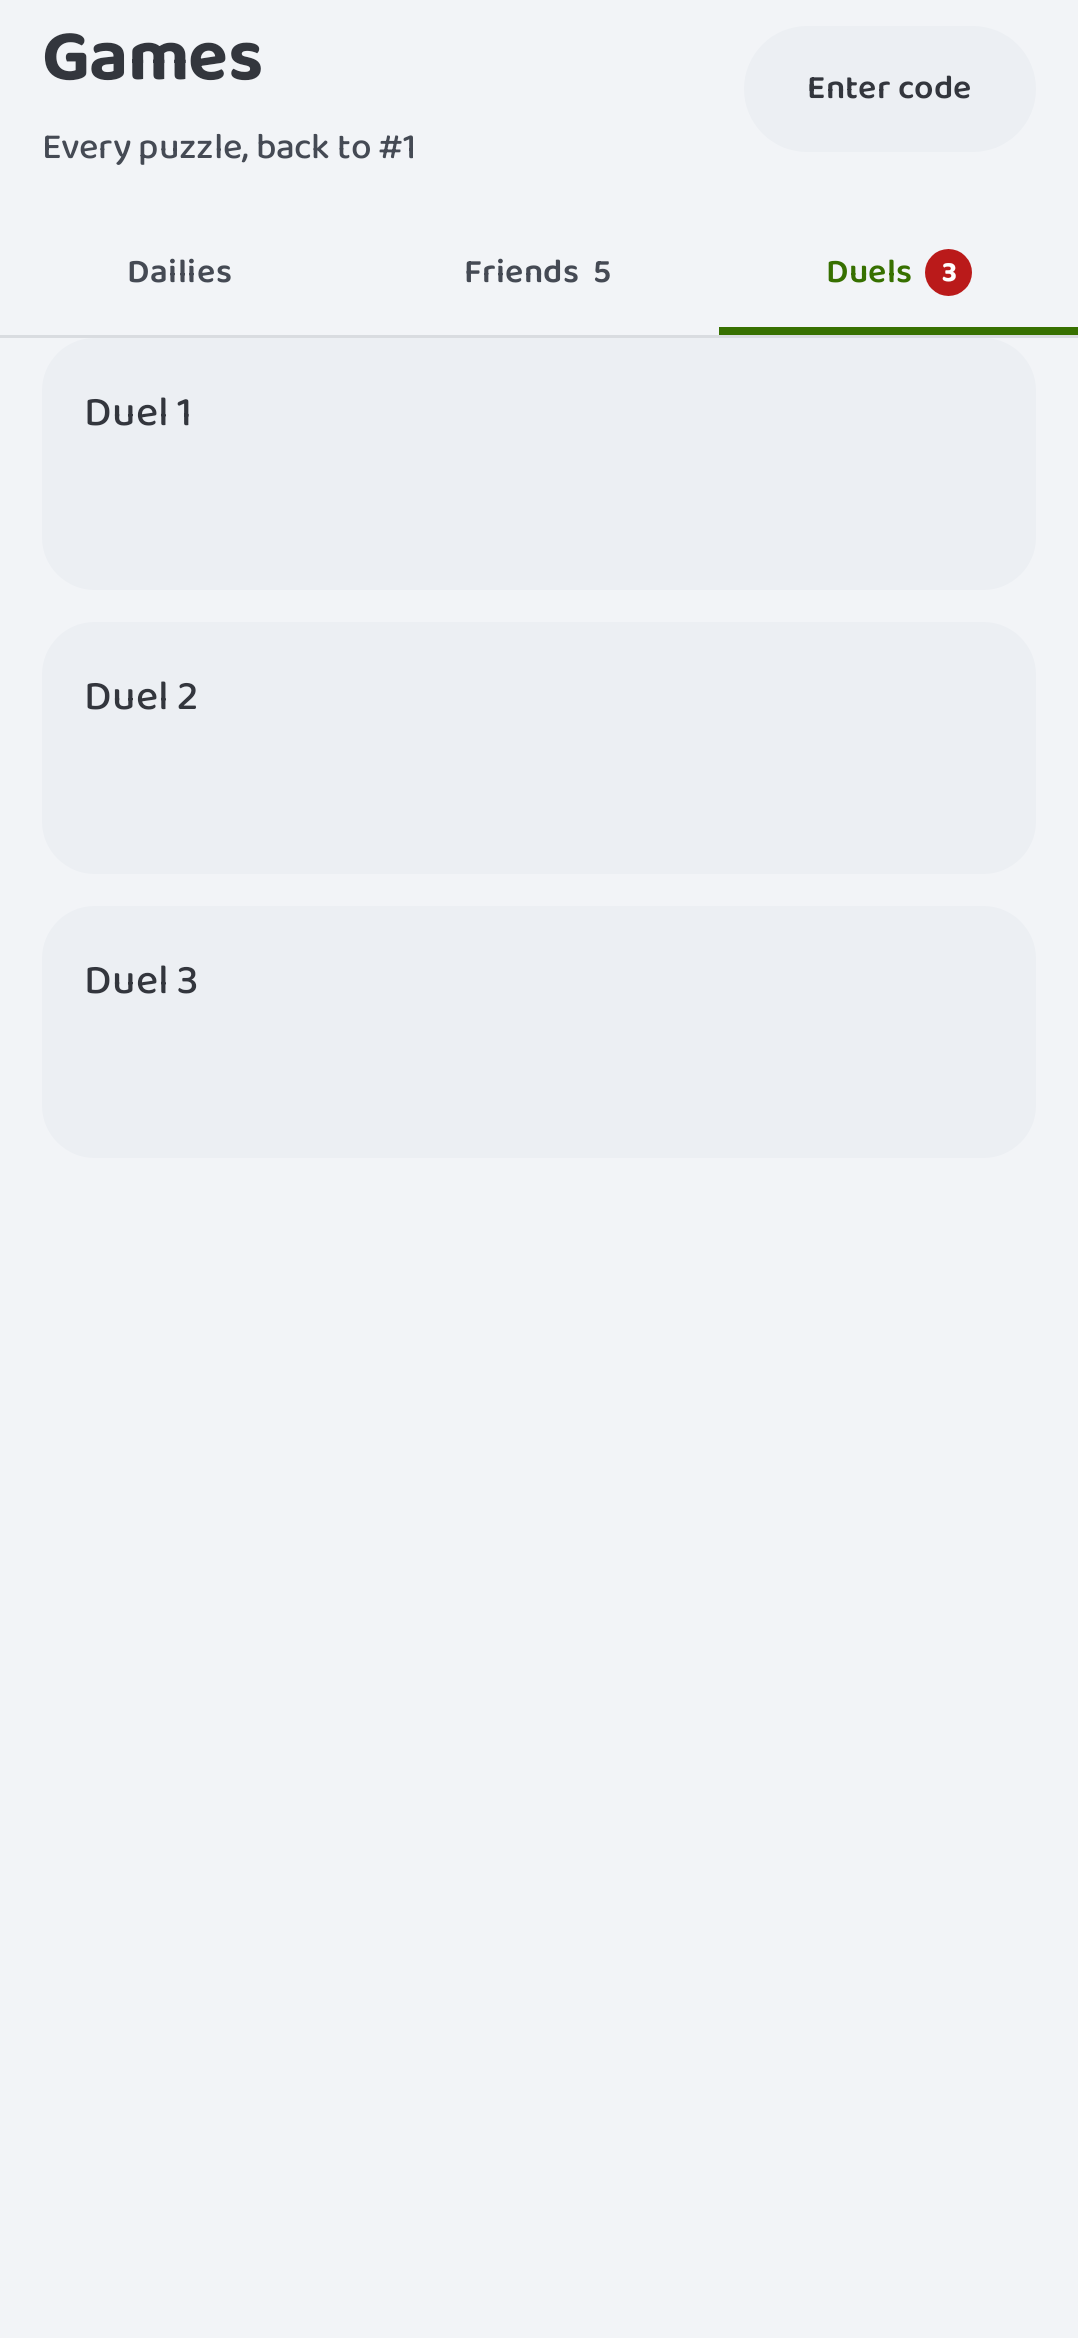 Games
Enter code
Every puzzle, back to #1
Dailies
Friends 5
Duels 3
Duel 1
Duel 2
Duel 3